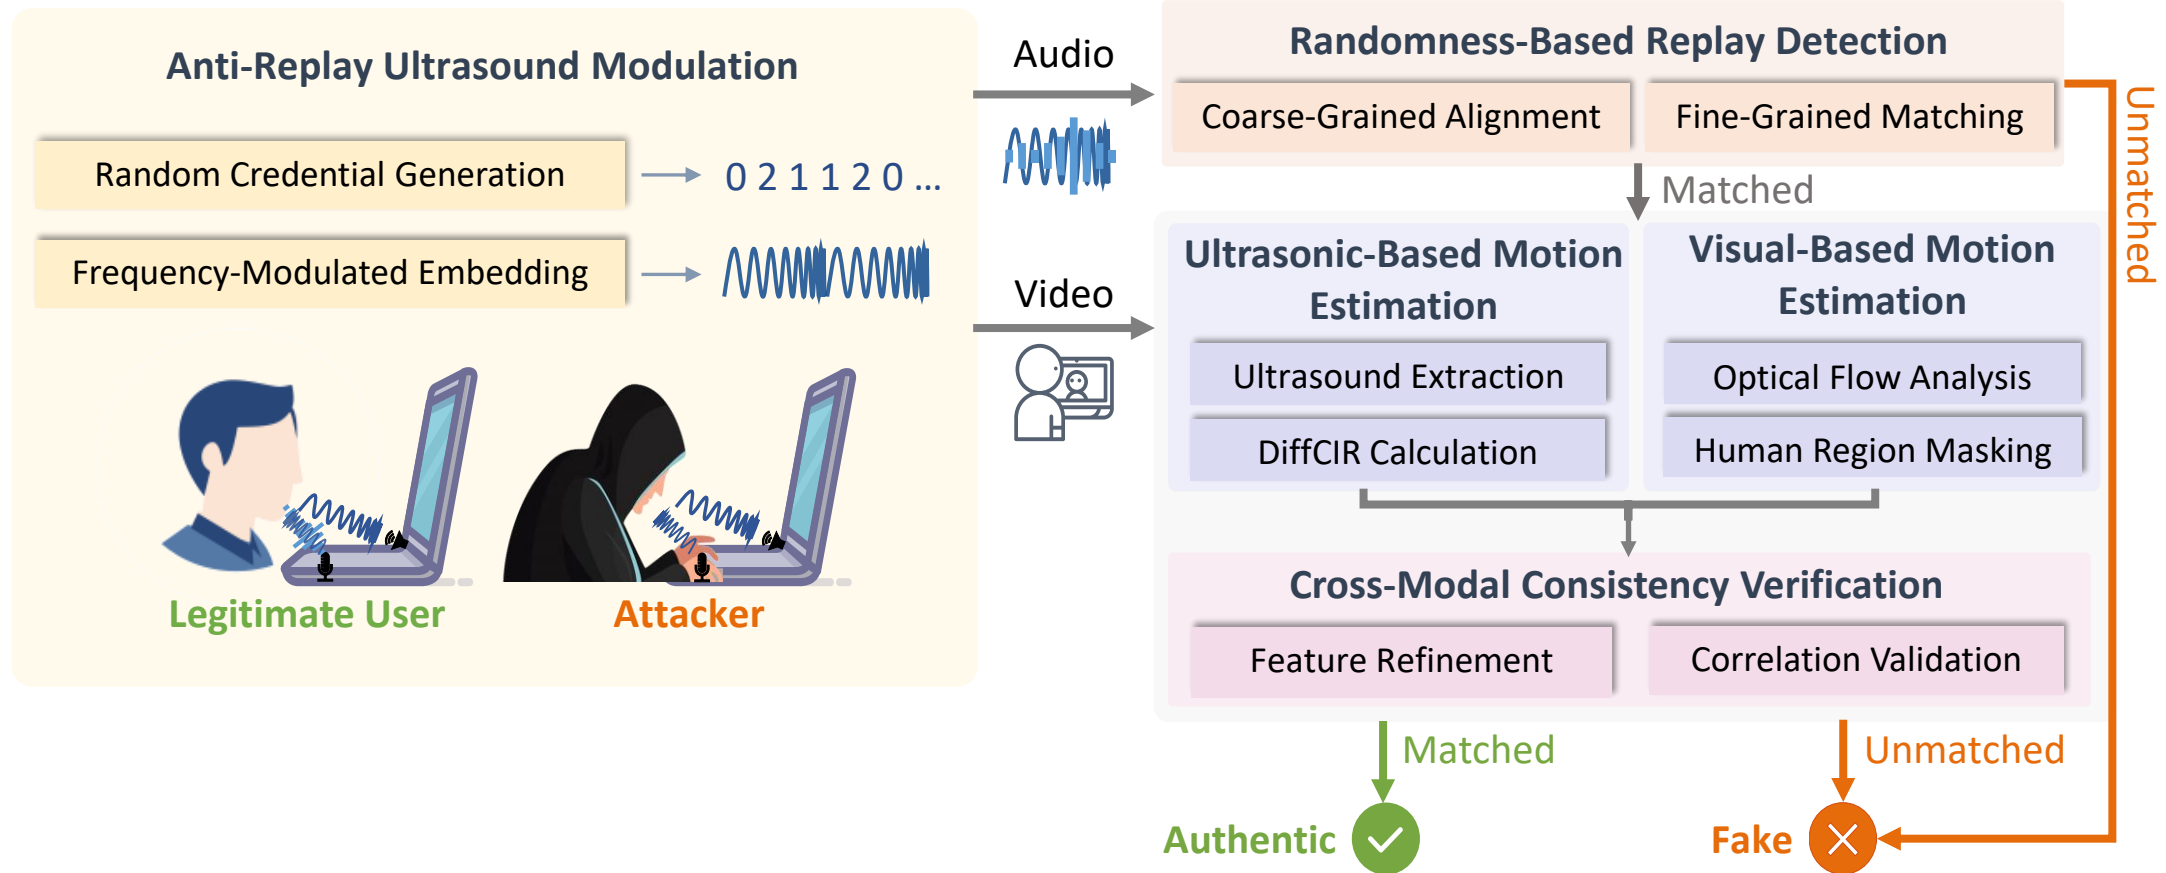 Anti-Replay Ultrasound Modulation
Random Credential Generation
0 2 1 1 2 0 ...
Frequency-Modulated Embedding
Legitimate User
Attacker
Audio
Video
Randomness-Based Replay Detection
Coarse-Grained Alignment
Fine-Grained Matching
Matched
Unmatched
Ultrasonic-Based Motion
Estimation
Ultrasound Extraction
DiffCIR Calculation
Visual-Based Motion
Estimation
Optical Flow Analysis
Human Region Masking
Cross-Modal Consistency Verification
Feature Refinement
Correlation Validation
Matched
Unmatched
Authentic
Fake